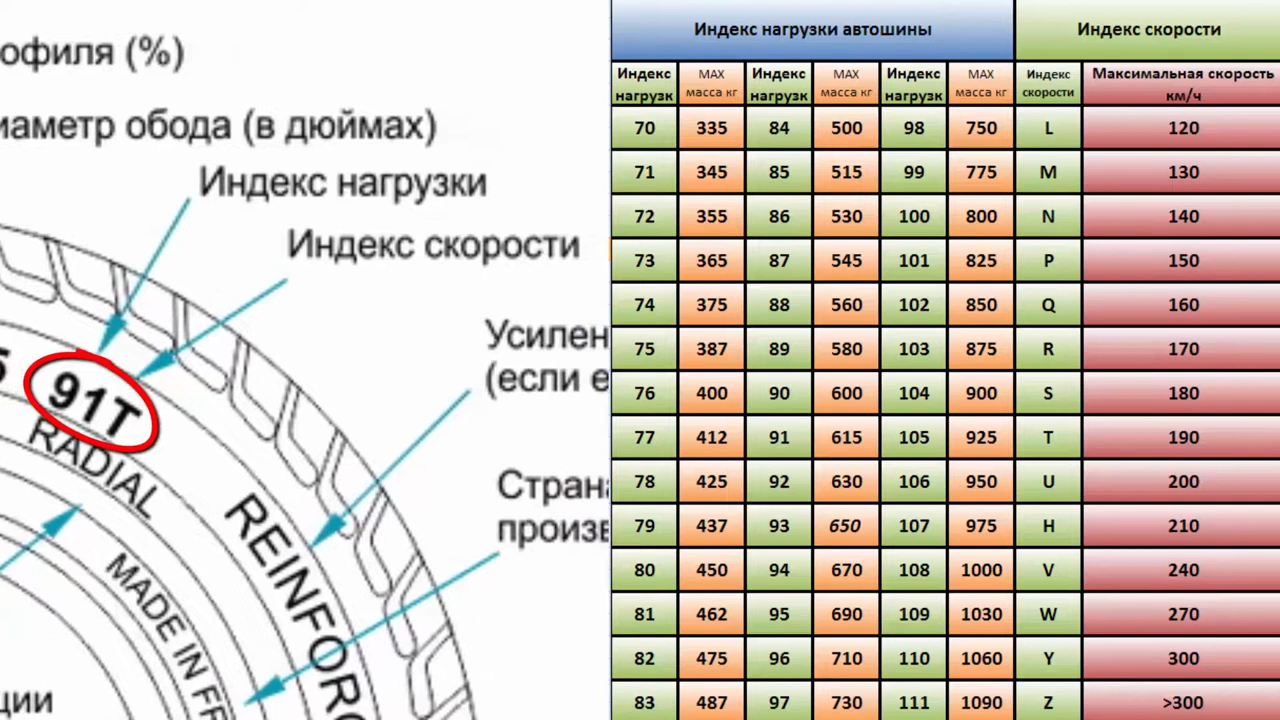 офиля (%)
иаметр обода (в дюймах)
Индекс нагрузки
Индекс скорости
Усилен
(если е
91T
RADIAL
Стран
произв
REINFORC
MADE IN FR
ции
Индекс нагрузки автошины Индекс скорости
Индекс нагрузк MAX масса кг Индекс нагрузк MAX масса кг Индекс нагрузк MAX масса кг Индекс скорости Максимальная скорость км/ч
70 335 84 500 98 750 L 120
71 345 85 515 99 775 M 130
72 355 86 530 100 800 N 140
73 365 87 545 101 825 P 150
74 375 88 560 102 850 Q 160
75 387 89 580 103 875 R 170
76 400 90 600 104 900 S 180
77 412 91 615 105 925 T 190
78 425 92 630 106 950 U 200
79 437 93 650 107 975 H 210
80 450 94 670 108 1000 V 240
81 462 95 690 109 1030 W 270
82 475 96 710 110 1060 Y 300
83 487 97 730 111 1090 Z >300